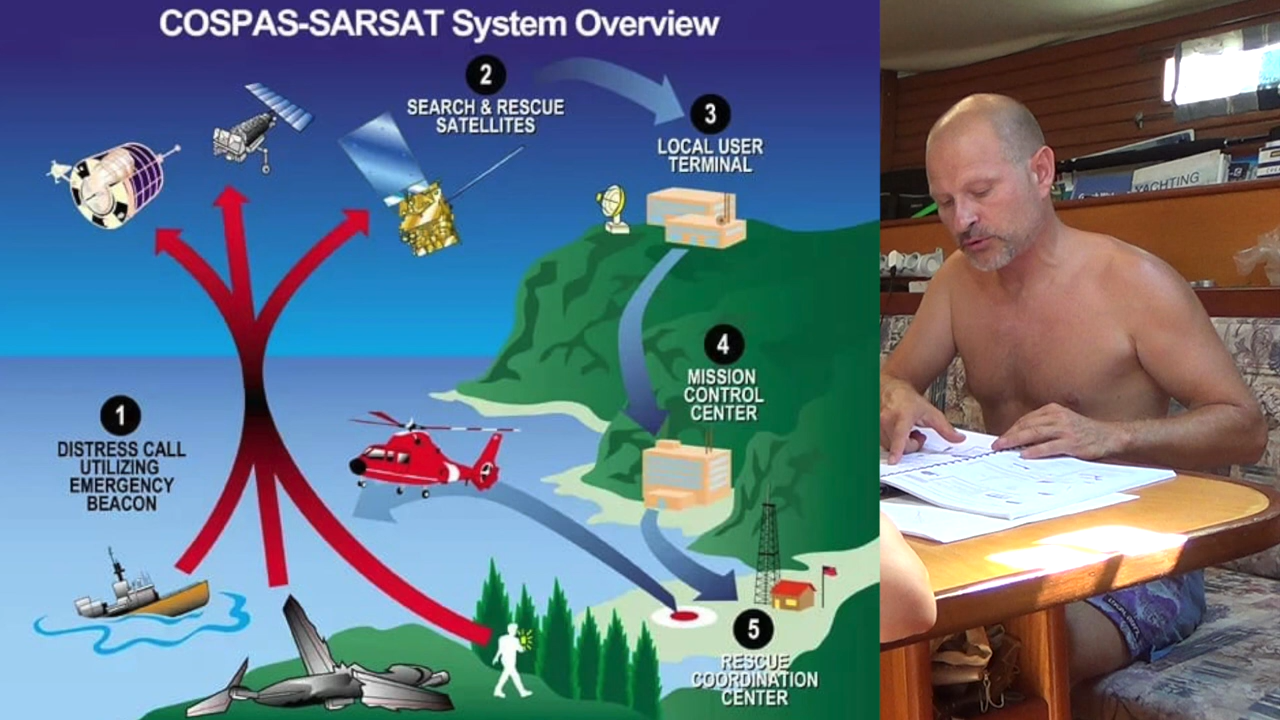 COSPAS-SARSAT System Overview
2
SEARCH & RESCUE
SATELLITES
3
LOCAL USER
TERMINAL
4
MISSION
CONTROL
CENTER
1
DISTRESS CALL
UTILIZING
EMERGENCY
BEACON
5
RESCUE
COORDINATION
CENTER
YACHTING